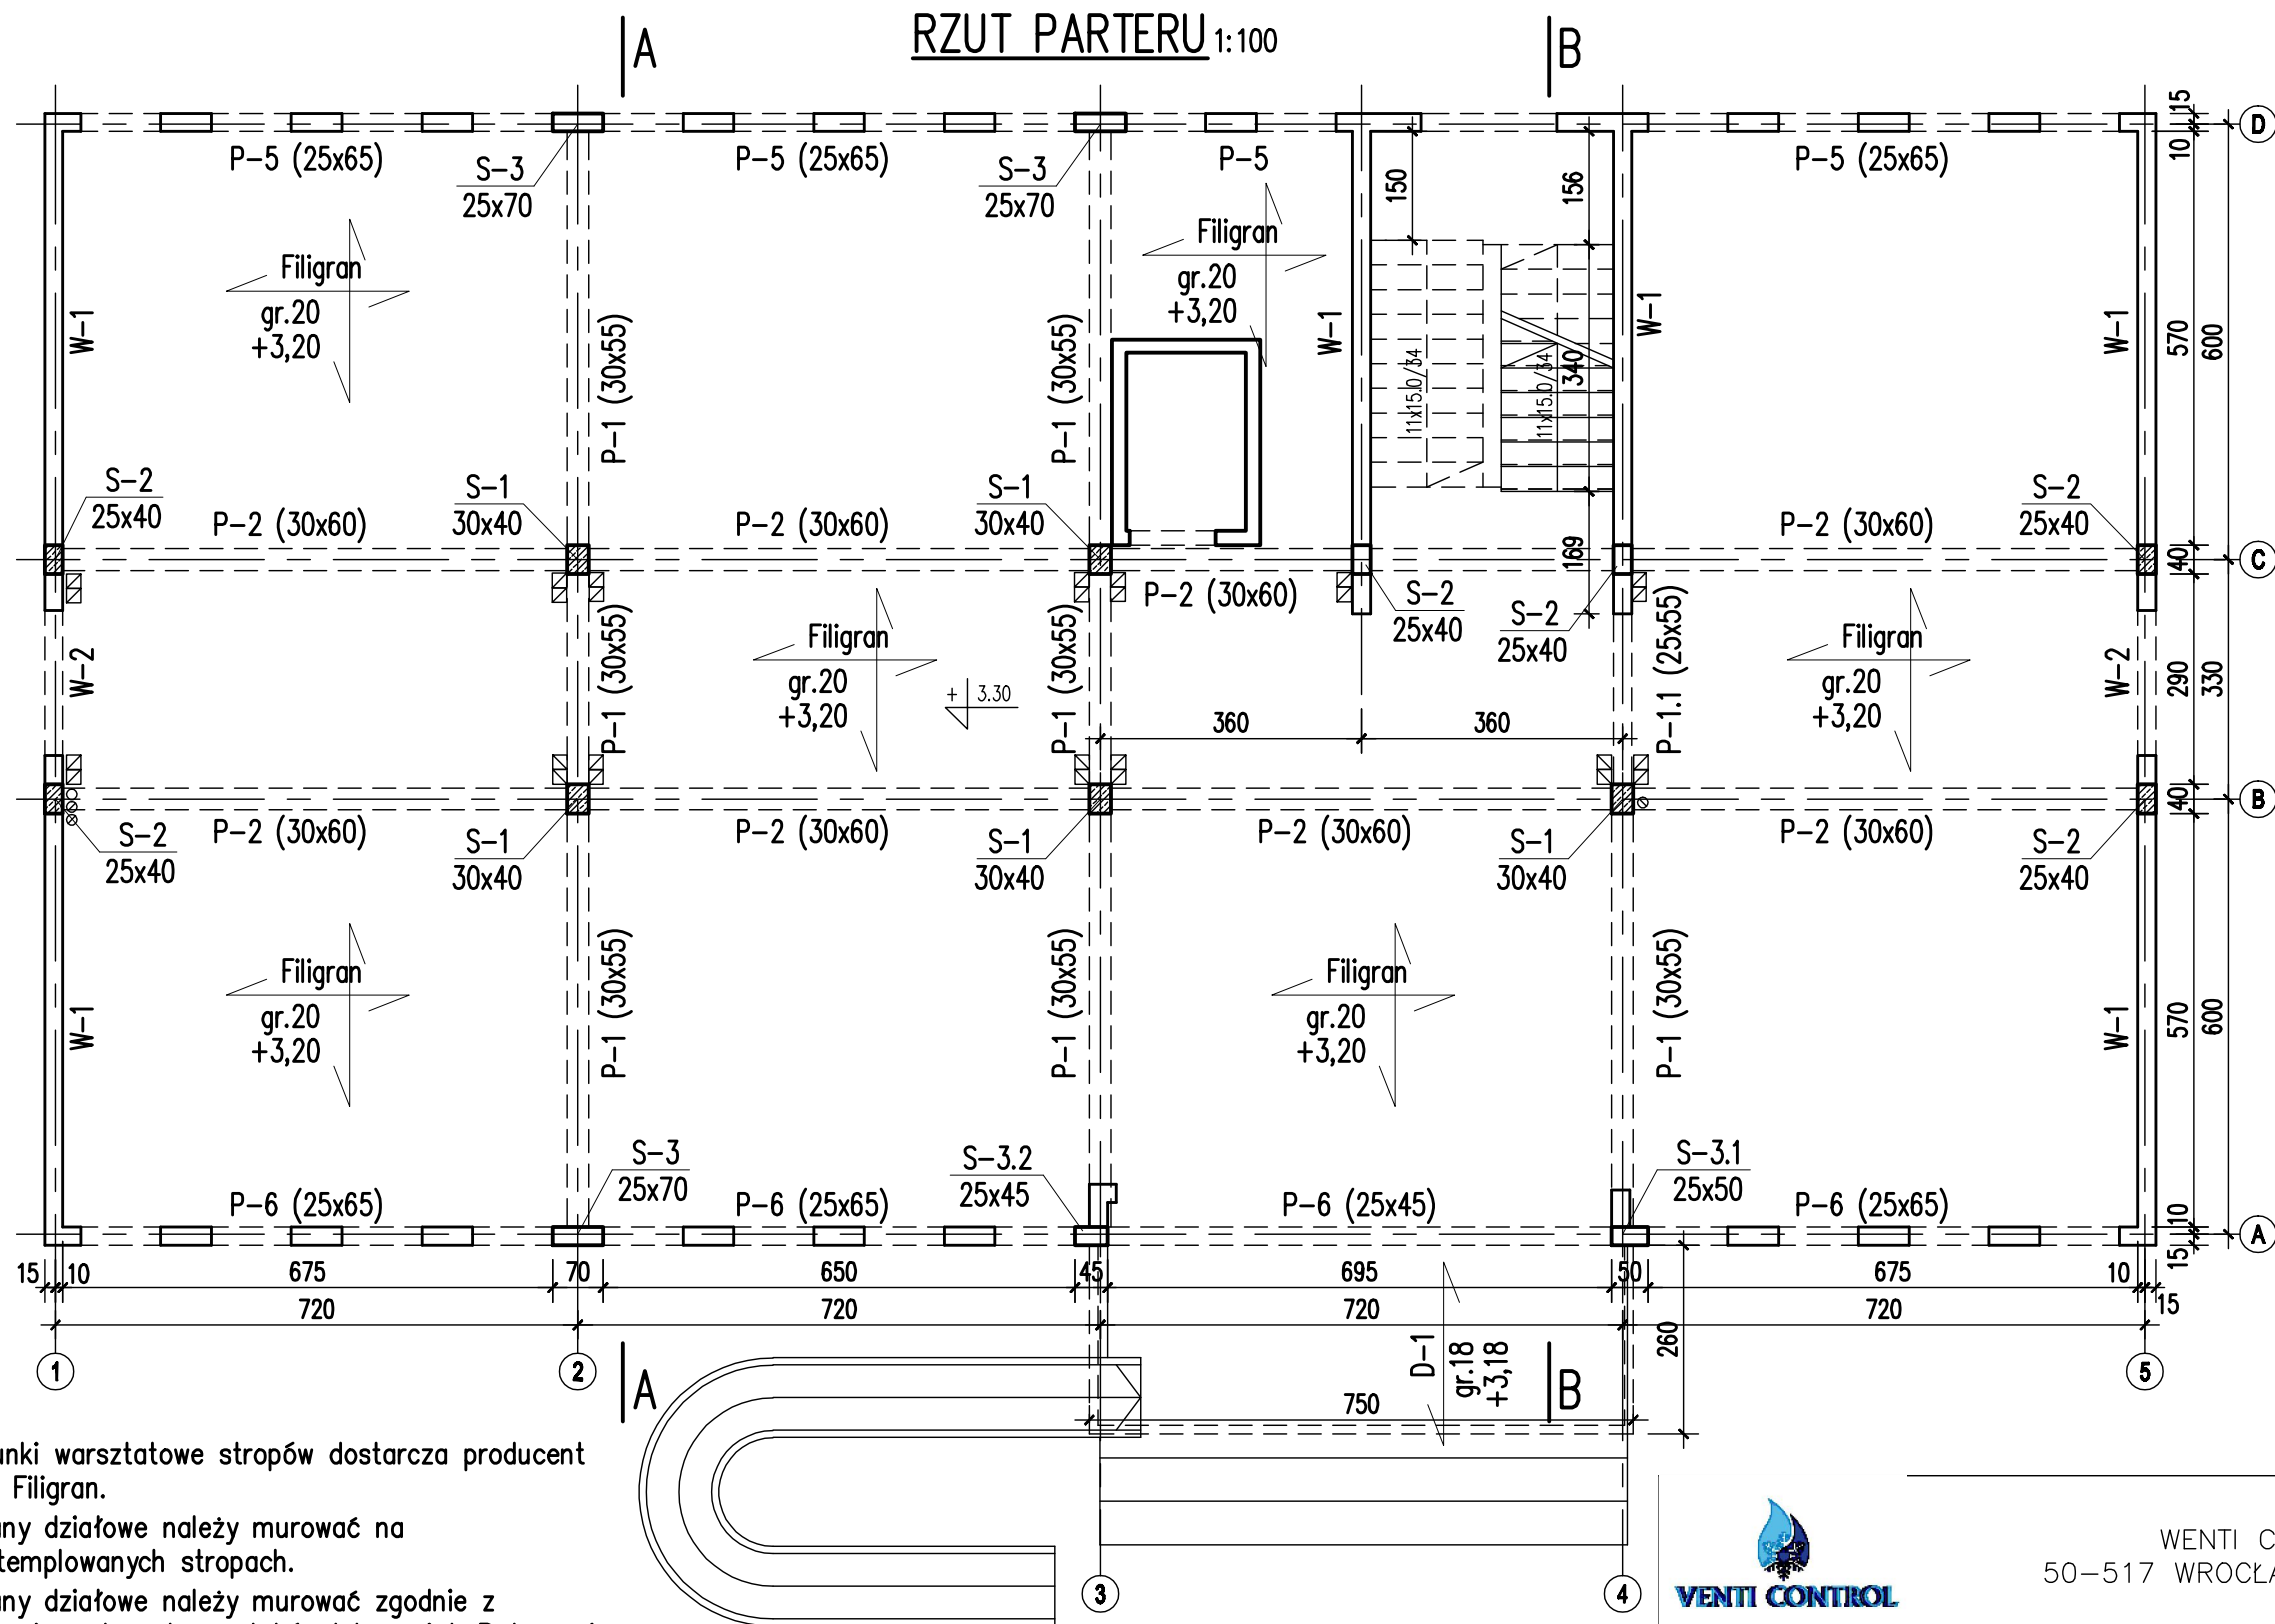 RZUT PARTERU 1:100
A
B
P-5 (25x65)
S-3
25x70
P-5 (25x65)
S-3
25x70
P-5
P-5 (25x65)
150
156
15
10
D
Filigran
gr.20
+3,20
Filigran
gr.20
+3,20
W-1
P-1 (30x55)
P-1 (30x55)
W-1
11x15.0/34
11x15.0/34
340
W-1
W-1
570
600
S-2
25x40
P-2 (30x60)
S-1
30x40
P-2 (30x60)
S-1
30x40
P-2 (30x60)
S-2
25x40
169
40
C
P-2 (30x60)
S-2
25x40
S-2
25x40
W-2
P-1 (30x55)
Filigran
gr.20
+3,20
+ 3.30
P-1 (30x55)
360
360
P-1.1 (25x55)
Filigran
gr.20
+3,20
W-2
290
330
40
B
S-2
25x40
P-2 (30x60)
S-1
30x40
P-2 (30x60)
S-1
30x40
P-2 (30x60)
S-1
30x40
P-2 (30x60)
S-2
25x40
W-1
Filigran
gr.20
+3,20
P-1 (30x55)
P-1 (30x55)
Filigran
gr.20
+3,20
P-1 (30x55)
W-1
570
600
P-6 (25x65)
S-3
25x70
P-6 (25x65)
S-3.2
25x45
P-6 (25x45)
S-3.1
25x50
P-6 (25x65)
10
15
A
15
10
675
70
650
45
695
50
675
10
15
720
720
720
720
260
1
2
5
A
D-1
gr.18
+3,18
B
750
unki warsztatowe stropów dostarcza producent
Filigran.
any działowe należy murować na
templowanych stropach.
any działowe należy murować zgodnie z
3
4
VENTI CONTROL
WENTI C
50-517 WROCŁA